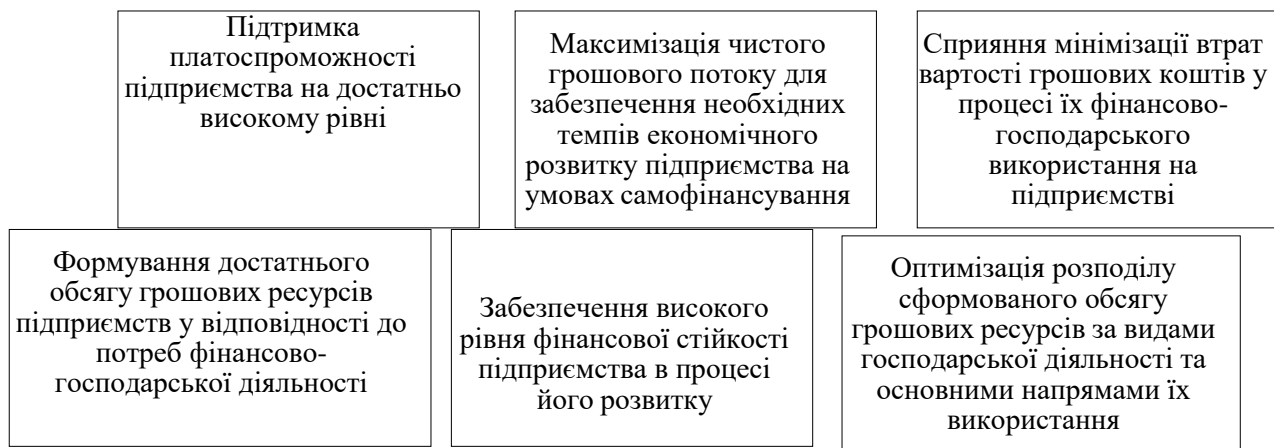 Підтримка
платоспроможності
підприємства на достатньо
високому рівні
Максимізація чистого
грошового потоку для
забезпечення необхідних
темпів економічного
розвитку підприємства на
умовах самофінансування
Сприяння мінімізації втрат
вартості грошових коштів у
процесі їх фінансово-
господарського
використання на
підприємстві
Формування достатнього
обсягу грошових ресурсів
підприємств у відповідності до
потреб фінансово-
господарської діяльності
Забезпечення високого
рівня фінансової стійкості
підприємства в процесі
його розвитку
Оптимізація розподілу
сформованого обсягу
грошових ресурсів за видами
господарської діяльності та
основними напрямами їх
використання